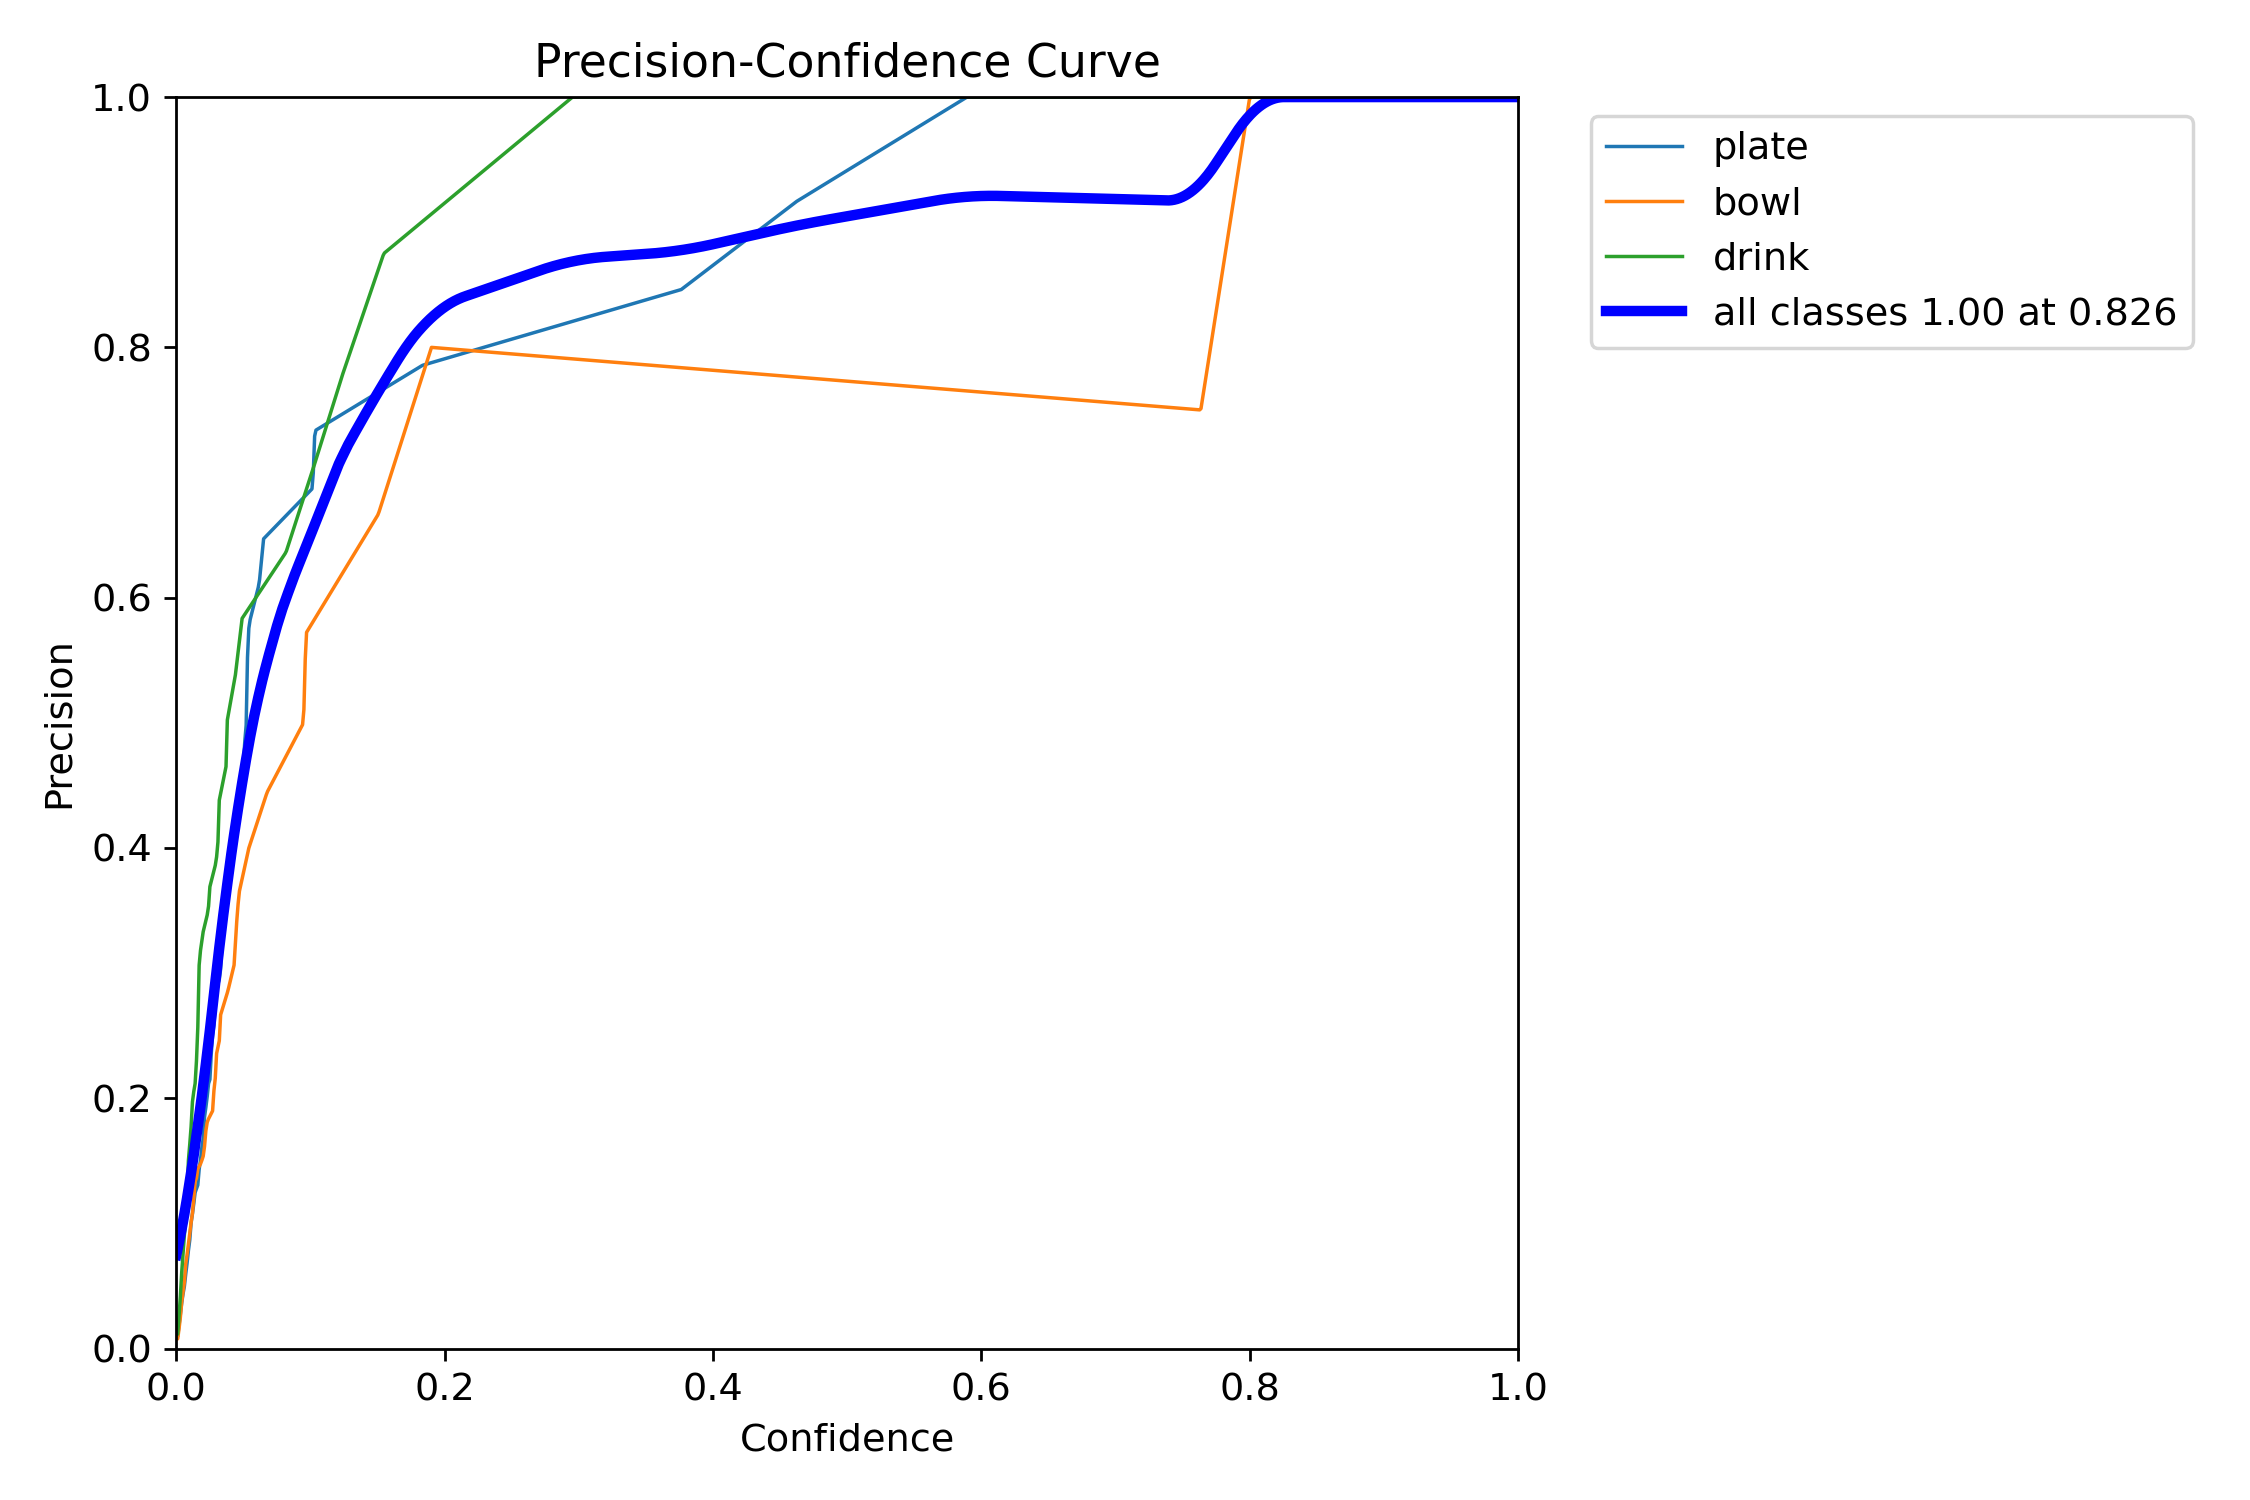 Precision-Confidence Curve
1.0
0.8
0.6
0.4
0.2
0.0
Precision
0.0 0.2 0.4 0.6 0.8 1.0
Confidence
plate
bowl
drink
all classes 1.00 at 0.826